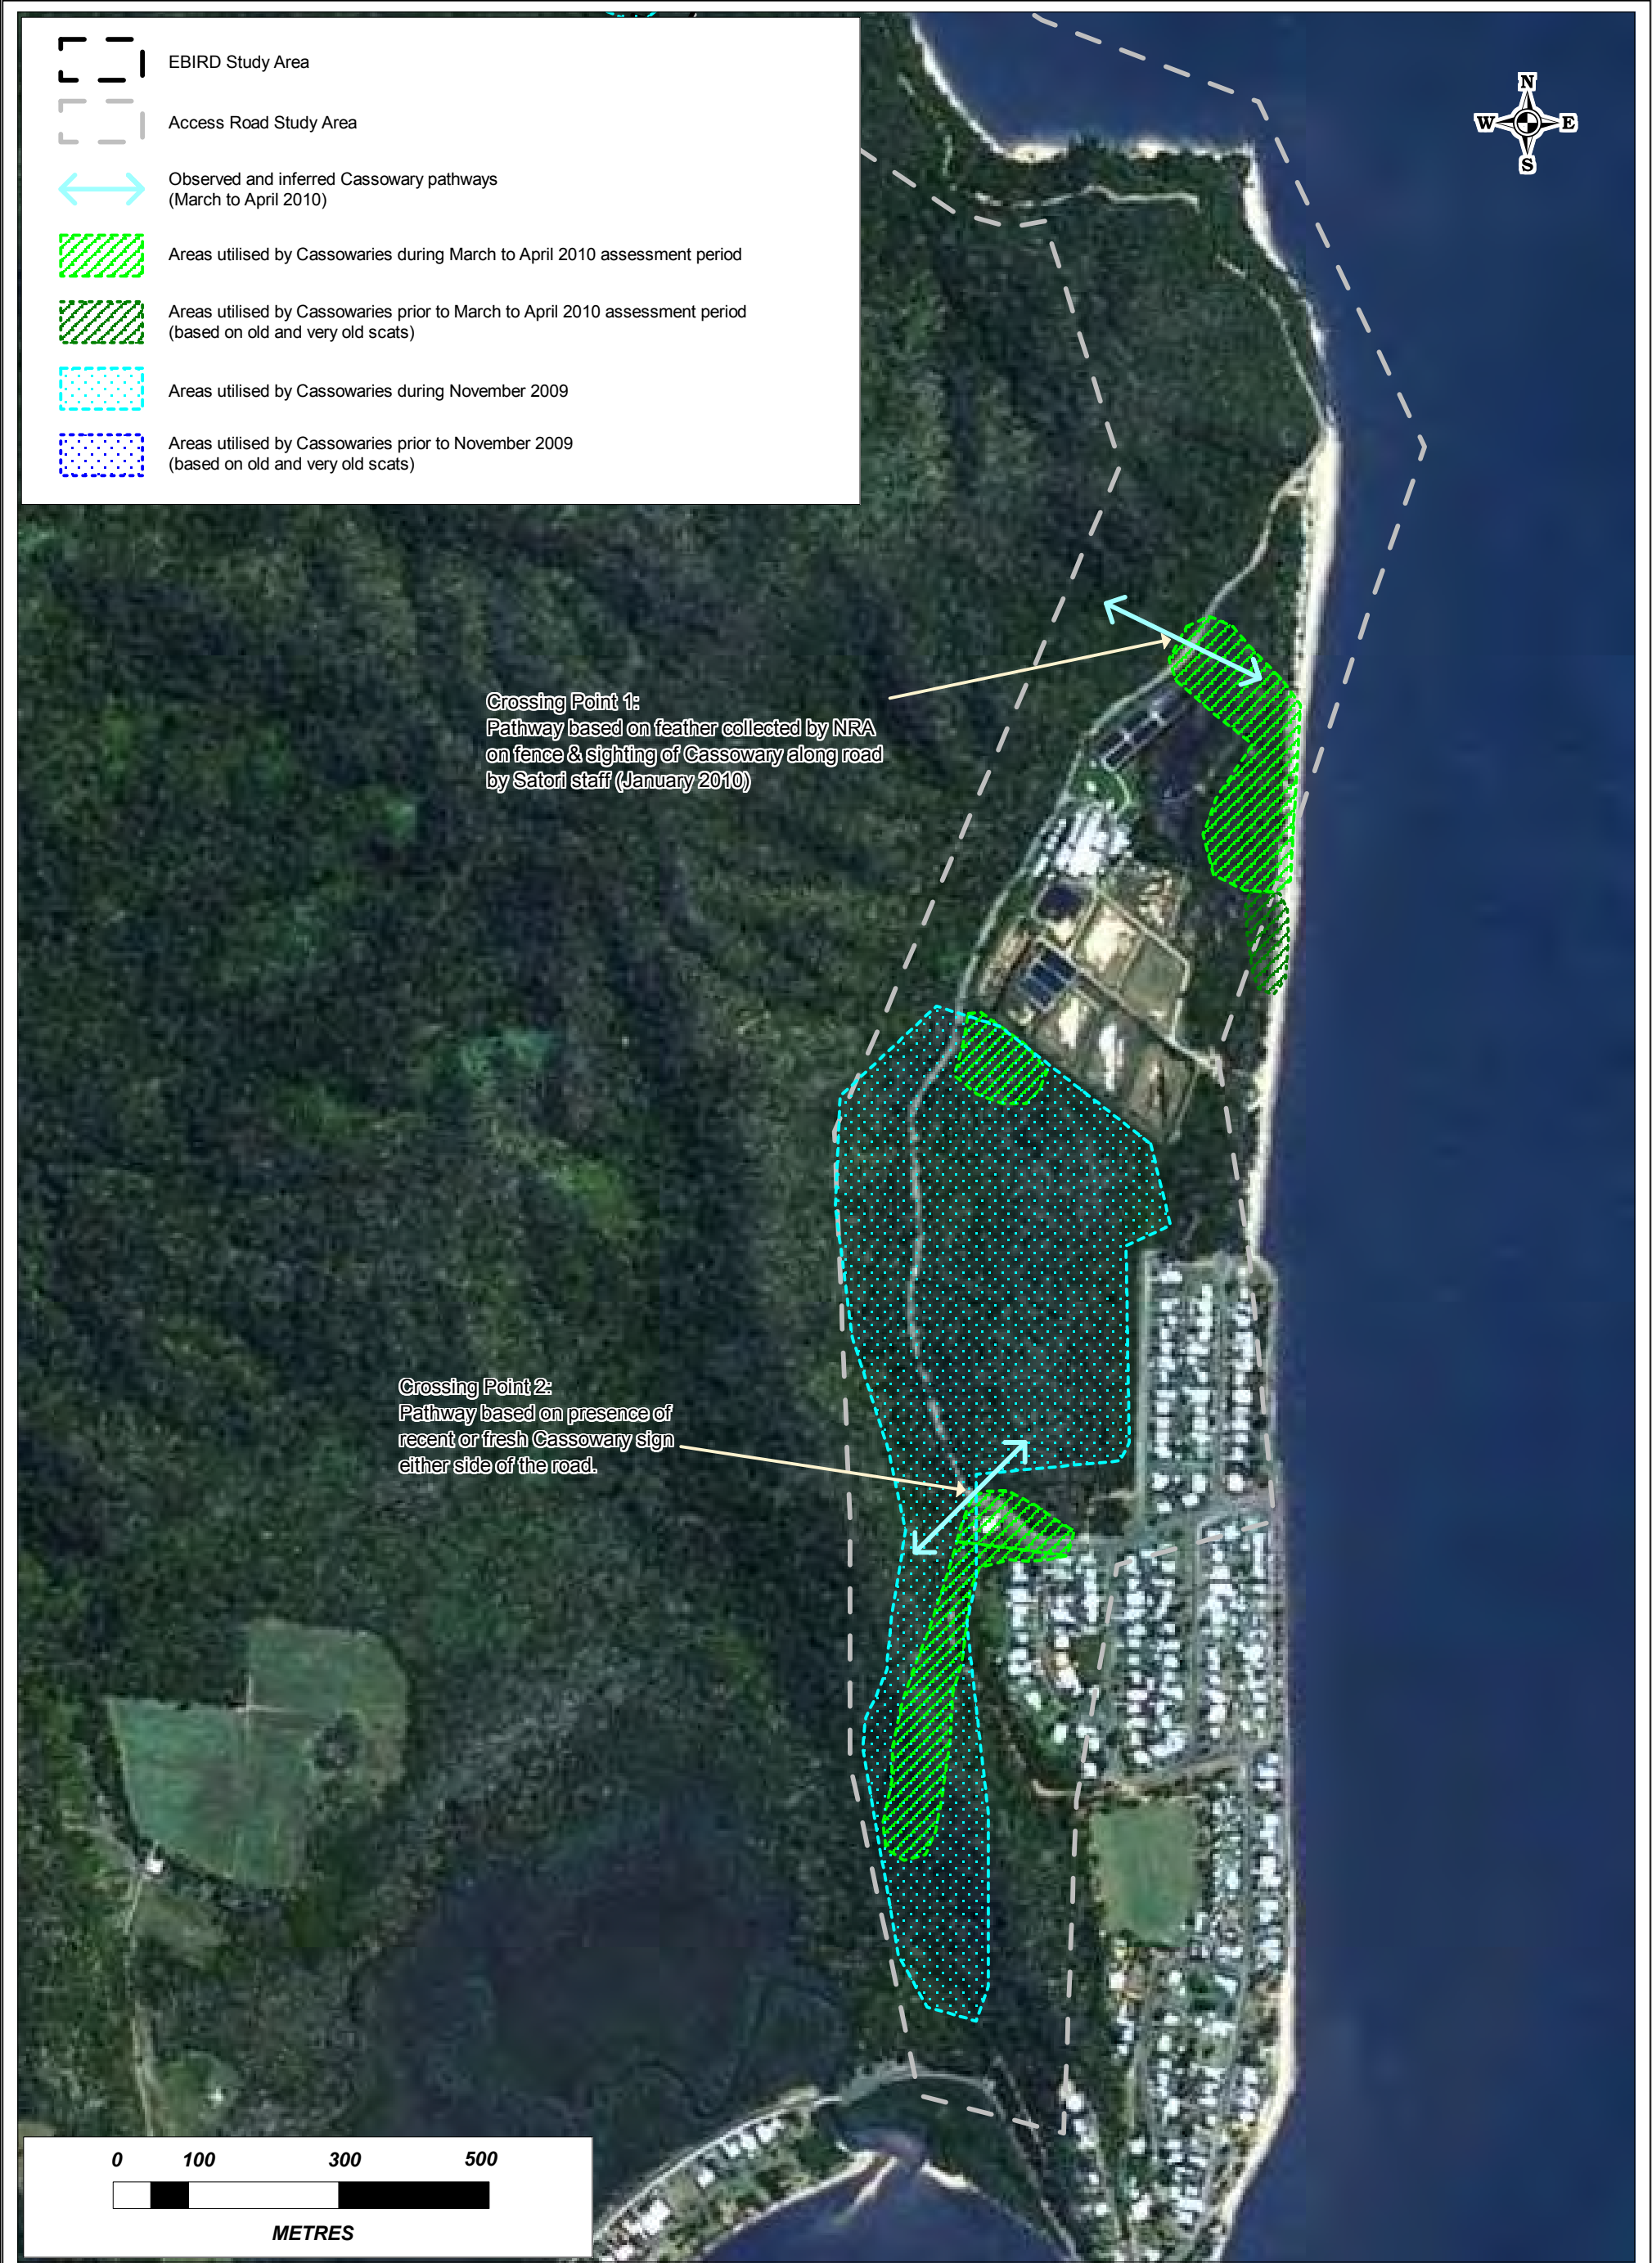 EBIRD Study Area
Access Road Study Area
Observed and inferred Cassowary pathways
(March to April 2010)
Areas utilised by Cassowaries during March to April 2010 assessment period
Areas utilised by Cassowaries prior to March to April 2010 assessment period
(based on old and very old scats)
Areas utilised by Cassowaries during November 2009
Areas utilised by Cassowaries prior to November 2009
(based on old and very old scats)
N
W E
S
Crossing Point 1:
Pathway based on feather collected by NRA
on fence & sighting of Cassowary along road
by Satori staff (January 2010)
Crossing Point 2:
Pathway based on presence of
recent or fresh Cassowary sign
either side of the road.
0 100 300 500
METRES